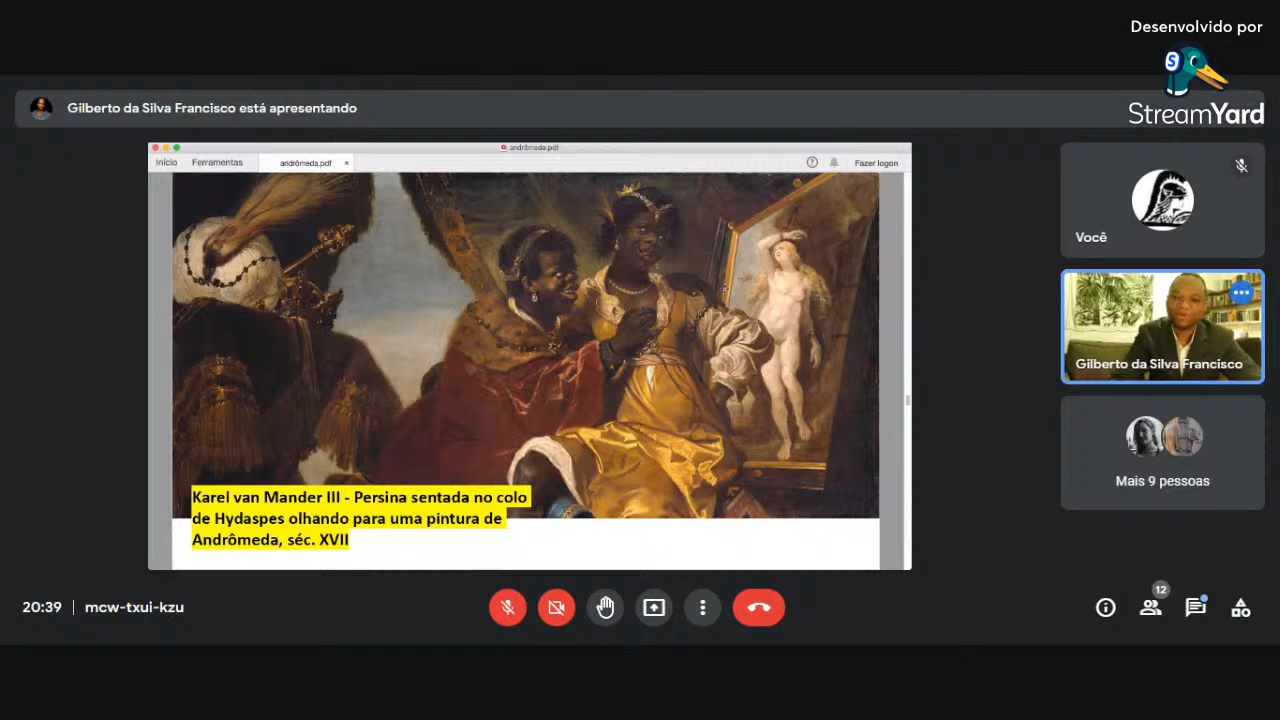 Desenvolvido por
StreamYard
Gilberto da Silva Francisco está apresentando
andrômeda.pdf
Início Ferramentas andrômeda.pdf × Fazer logon
Você
Gilberto da Silva Francisco
Mais 9 pessoas
Karel van Mander III - Persina sentada no colo
de Hydaspes olhando para uma pintura de
Andrômeda, séc. XVII
20:39 | mcw-txui-kzu
12